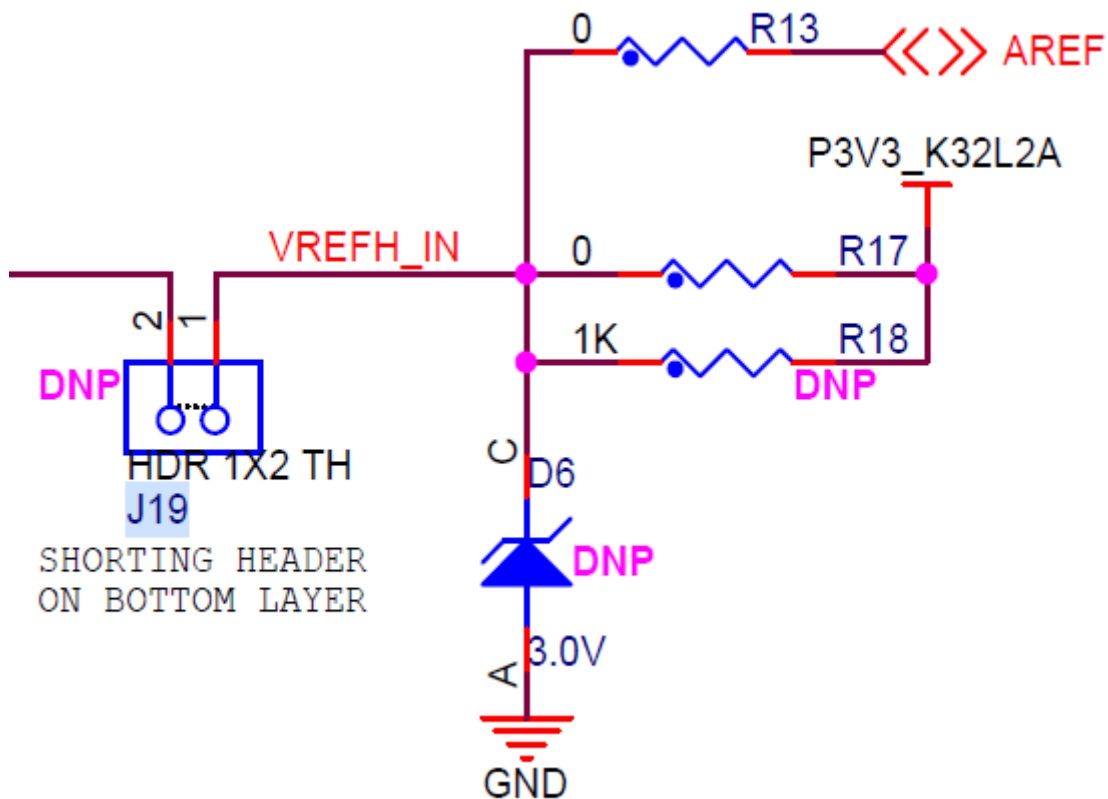 0
R13
AREF
P3V3_K32L2A
VREFH_IN
0
R17
2
1
1K
R18
DNP
DNP
HDR 1X2 TH
J19
SHORTING HEADER
ON BOTTOM LAYER
C
D6
DNP
A
3.0V
GND